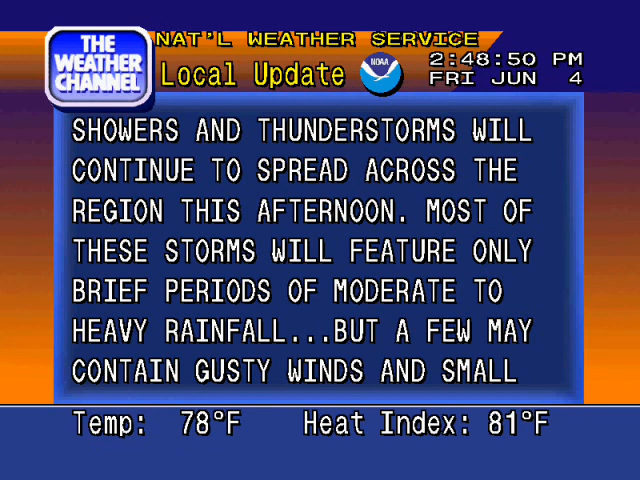 THE
WEATHER
CHANNEL
NAT'L WEATHER SERVICE
Local Update
NOAA
2:48:50 PM
FRI JUN 4
SHOWERS AND THUNDERSTORMS WILL
CONTINUE TO SPREAD ACROSS THE
REGION THIS AFTERNOON. MOST OF
THESE STORMS WILL FEATURE ONLY
BRIEF PERIODS OF MODERATE TO
HEAVY RAINFALL...BUT A FEW MAY
CONTAIN GUSTY WINDS AND SMALL
Temp: 78°F Heat Index: 81°F